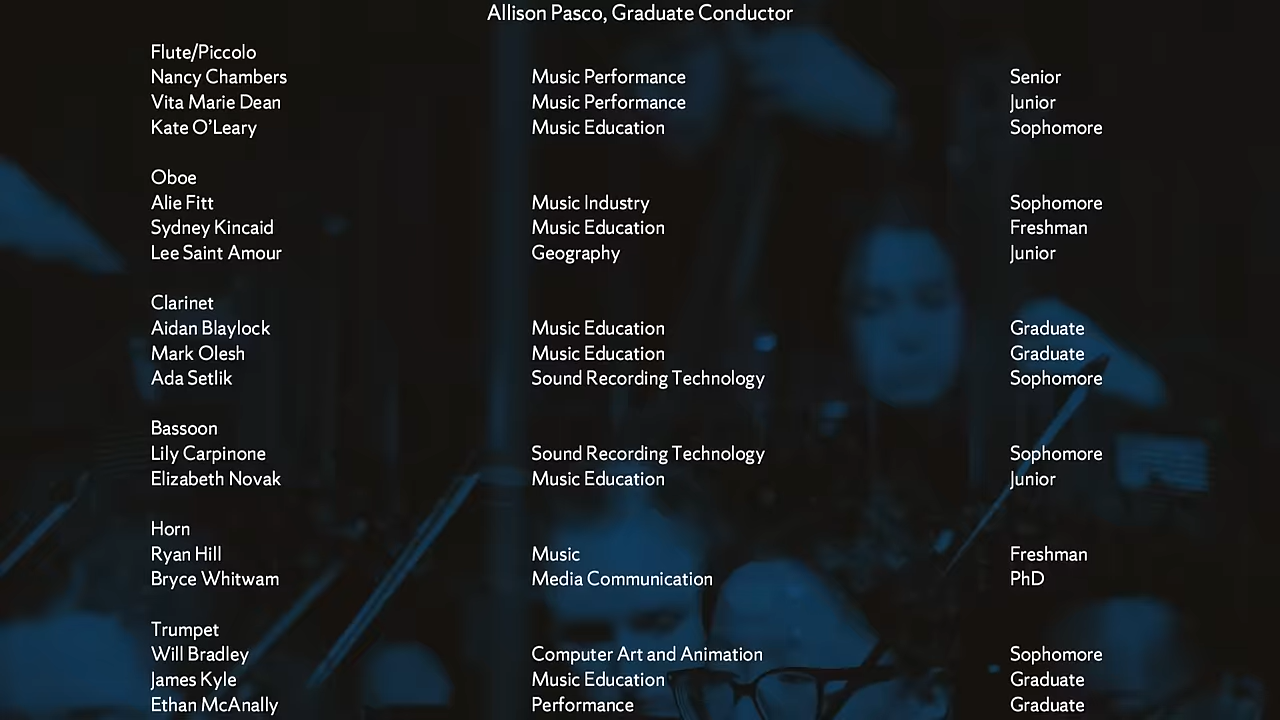 Allison Pasco, Graduate Conductor
Flute/Piccolo
Nancy Chambers Music Performance Senior
Vita Marie Dean Music Performance Junior
Kate O’Leary Music Education Sophomore
Oboe
Alie Fitt Music Industry Sophomore
Sydney Kincaid Music Education Freshman
Lee Saint Amour Geography Junior
Clarinet
Aidan Blaylock Music Education Graduate
Mark Olesh Music Education Graduate
Ada Setlik Sound Recording Technology Sophomore
Bassoon
Lily Carpinone Sound Recording Technology Sophomore
Elizabeth Novak Music Education Junior
Horn
Ryan Hill Music Freshman
Bryce Whitwam Media Communication PhD
Trumpet
Will Bradley Computer Art and Animation Sophomore
James Kyle Music Education Graduate
Ethan McAnally Performance Graduate